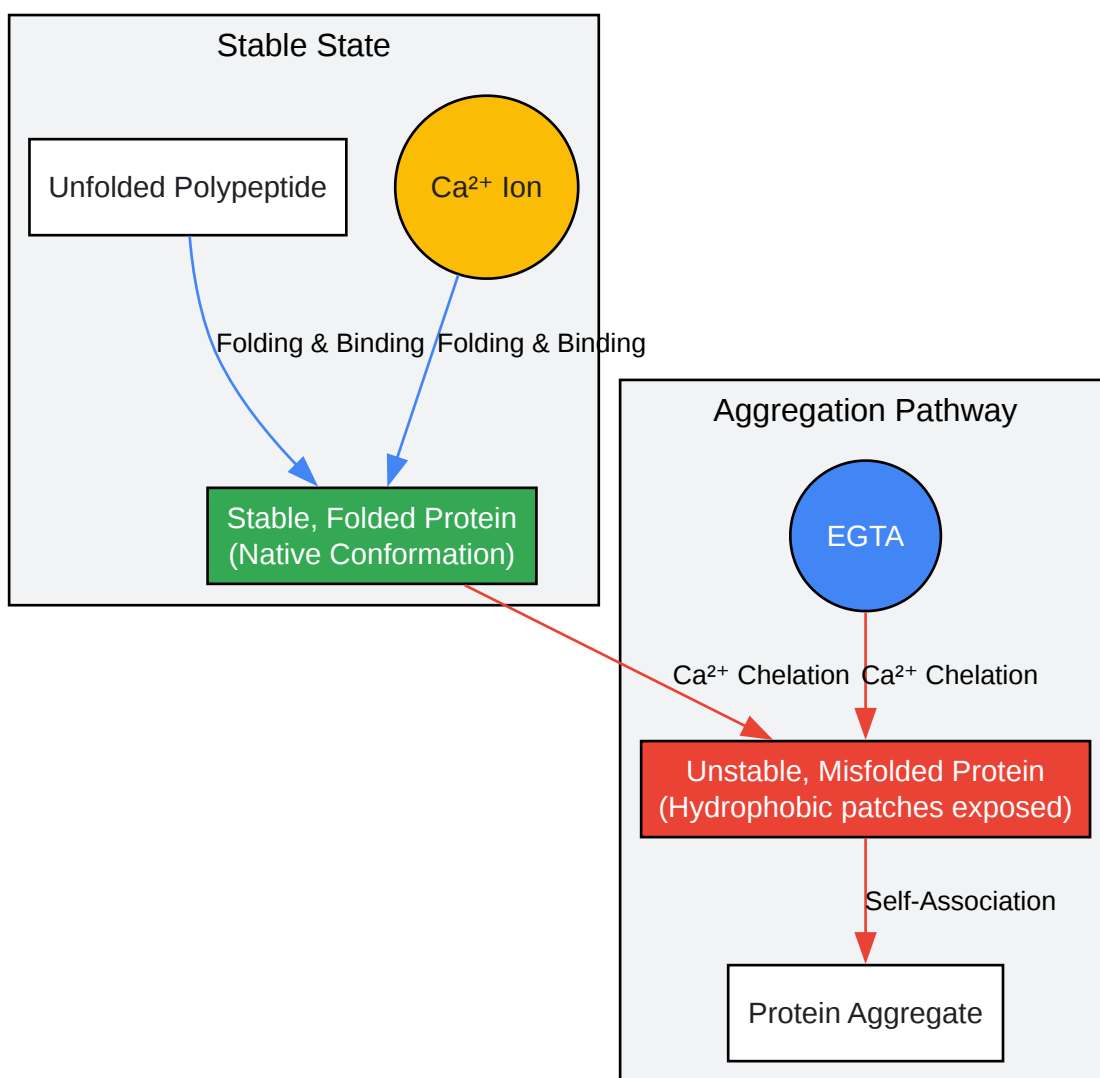 Stable State
Unfolded Polypeptide
Ca²⁺ Ion
Folding & Binding
Folding & Binding
Stable, Folded Protein
(Native Conformation)
Aggregation Pathway
EGTA
Ca²⁺ Chelation
Ca²⁺ Chelation
Unstable, Misfolded Protein
(Hydrophobic patches exposed)
Self-Association
Protein Aggregate